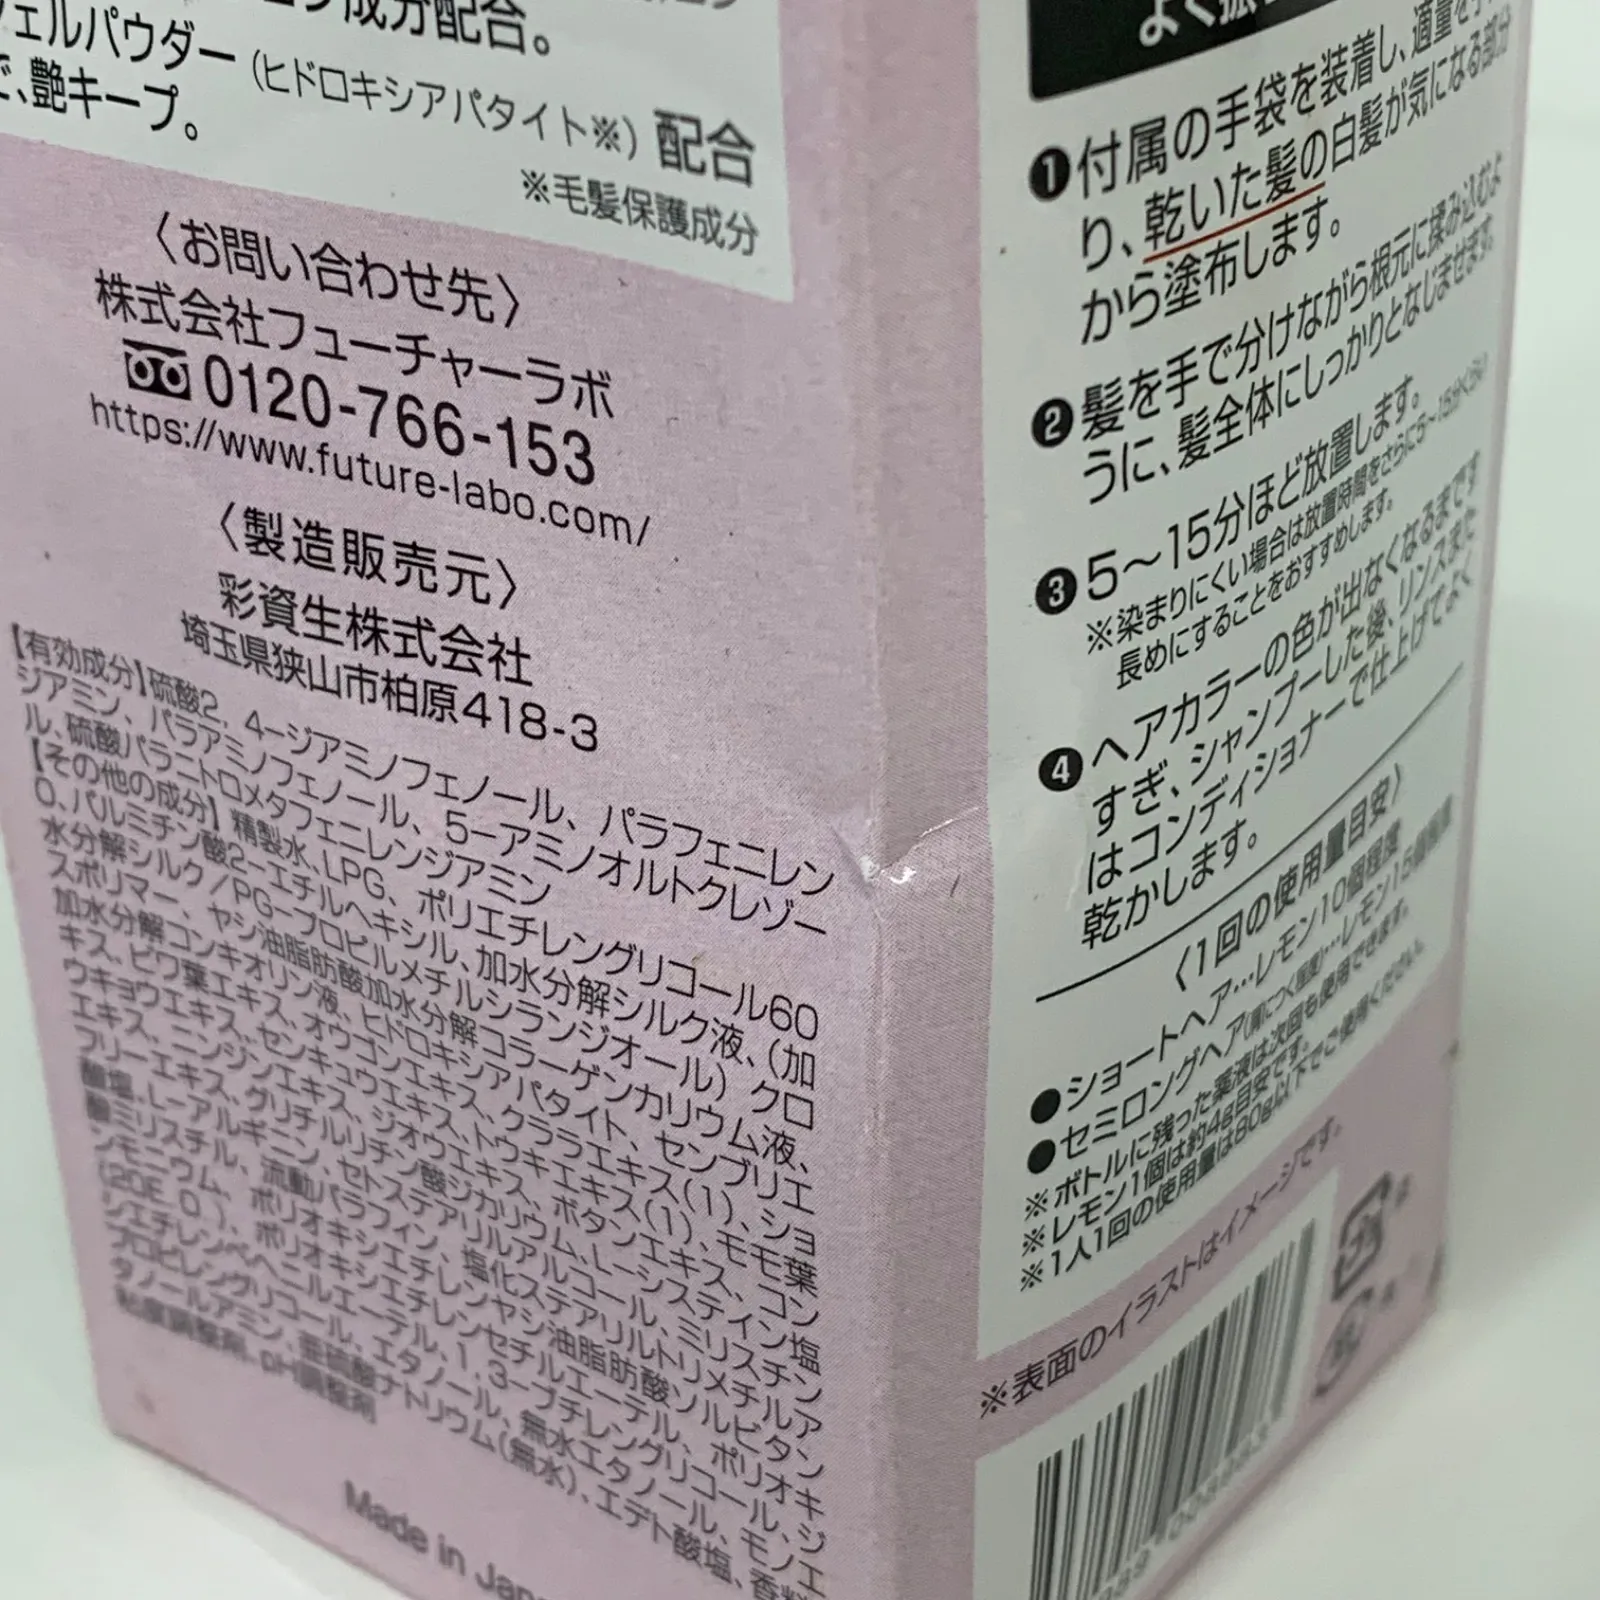 成分配合。
ェルパウダー(ヒドロキシアパタイト※)配合
で、艶キープ。
※毛髪保護成分
〈お問い合わせ先〉
株式会社フューチャーラボ
0120-766-153
https://www.future-labo.com/
〈製造販売元〉
彩資生株式会社
埼玉県狭山市柏原418-3
【有効成分】硫酸2, 4-ジアミノフェノール、パラフェニレン
ジアミン、パラアミノフェノール、5-アミノオルトクレゾー
ル、硫酸パラニトロメタフェニレンジアミン
【その他の成分】精製水、LPG、ポリエチレングリコール60
0、パルミチン酸2-エチルヘキシル、加水分解シルク液、(加
水分解シルク/PG-プロピルメチルシランジオール)クロ
スポリマー、ヤシ油脂肪酸加水分解コラーゲンカリウム液、
加水分解コンキオリン液、ヒドロキシアパタイト、センブリエ
キス、ビワ葉エキス、オウゴンエキス、クララエキス(1)、ショ
ウキョウエキス、センキュウエキス、トウキエキス(1)、モモ葉
エキス、ニンジンエキス、ジオウエキス、ボタンエキス、コン
フリーエキス、グリチルリチン酸ジカリウム、L-システイン塩
酸塩、L-アルギニン、セトステアリルアルコール、ミリスチン
酸ミリスチル、流動パラフィン、塩化ステアリルトリメチルア
ンモニウム、ポリオキシエチレンヤシ油脂肪酸ソルビタン
(20E.O.)、ポリオキシエチレンセチルエーテル、ポリオキ
シエチレンベヘニルエーテル、1,3-ブチレングリコール、ジ
プロピレングリコール、エタノール、無水エタノール、モノエ
タノールアミン、亜硫酸ナトリウム(無水)、エデト酸塩、香料
粘度調整剤、pH調整剤
Made in
❶付属の手袋を装着し、適量を
り、乾いた髪の白髪が気になる部分
から塗布します。
❷髪を手で分けながら根元に揉み込むよ
うに、髪全体にしっかりとなじませます。
❸5~15分ほど放置します。
※染まりにくい場合は放置時間をさらに5~15分くらい
長めにすることをおすすめします。
❹ヘアカラーの色が出なくなるまです
すぎ、シャンプーした後、リンスまた
はコンディショナーで仕上げてよく
乾かします。
〈1回の使用量目安〉
●ショートヘア…レモン10個程度
●セミロングヘア(肩につく程度)…レモン15個程度
※ボトルに残った薬液は次回も使用できます。
※レモン1個は約4g目安です。
※1人1回の使用量は80g以下でご使用ください。
※表面のイラストはイメージです。